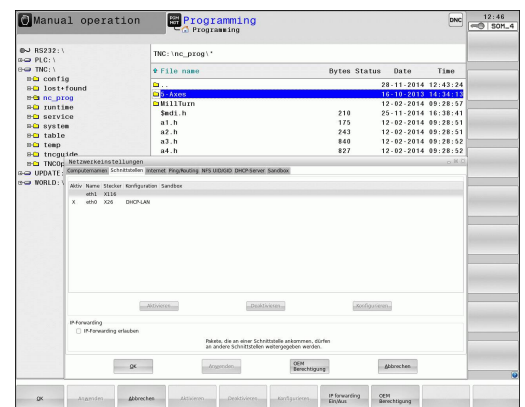 Manual operation
PGM MGT
Programming
Programming
DNC
12:46
SOM_4
RS232:\
PLC:\
TNC:\
config
lost+found
nc_prog
runtime
service
system
table
temp
tncguide
TNCOp
UPDATE:
WORLD:\
TNC:\nc_prog\*
File name Bytes Status Date Time
.. 28-11-2014 12:43:24
5-Axes 16-10-2013 14:34:13
MillTurn 12-02-2014 09:28:57
$mdi.h 210 25-11-2014 16:38:41
a1.h 175 12-02-2014 09:28:51
a2.h 243 12-02-2014 09:28:51
a3.h 840 12-02-2014 09:28:52
a4.h 827 12-02-2014 09:28:52
Netzwerkeinstellungen
Computernamen Schnittstellen Internet Ping/Routing NFS UID/GID DHCP-Server Sandbox
Aktiv Name Stecker Konfiguration Sandbox
eth1 X116
X eth0 X26 DHCP-LAN
Aktivieren Deaktivieren Konfigurieren
IP-Forwarding
IP-Forwarding erlauben
Pakete, die an einer Schnittstelle ankommen, dürfen
an andere Schnittstellen weitergegeben werden.
OK Anwenden OEM Berechtigung Abbrechen
OK Anwenden Abbrechen Aktivieren Deaktivieren Konfigurieren IP forwarding Ein/Aus OEM Berechtigung